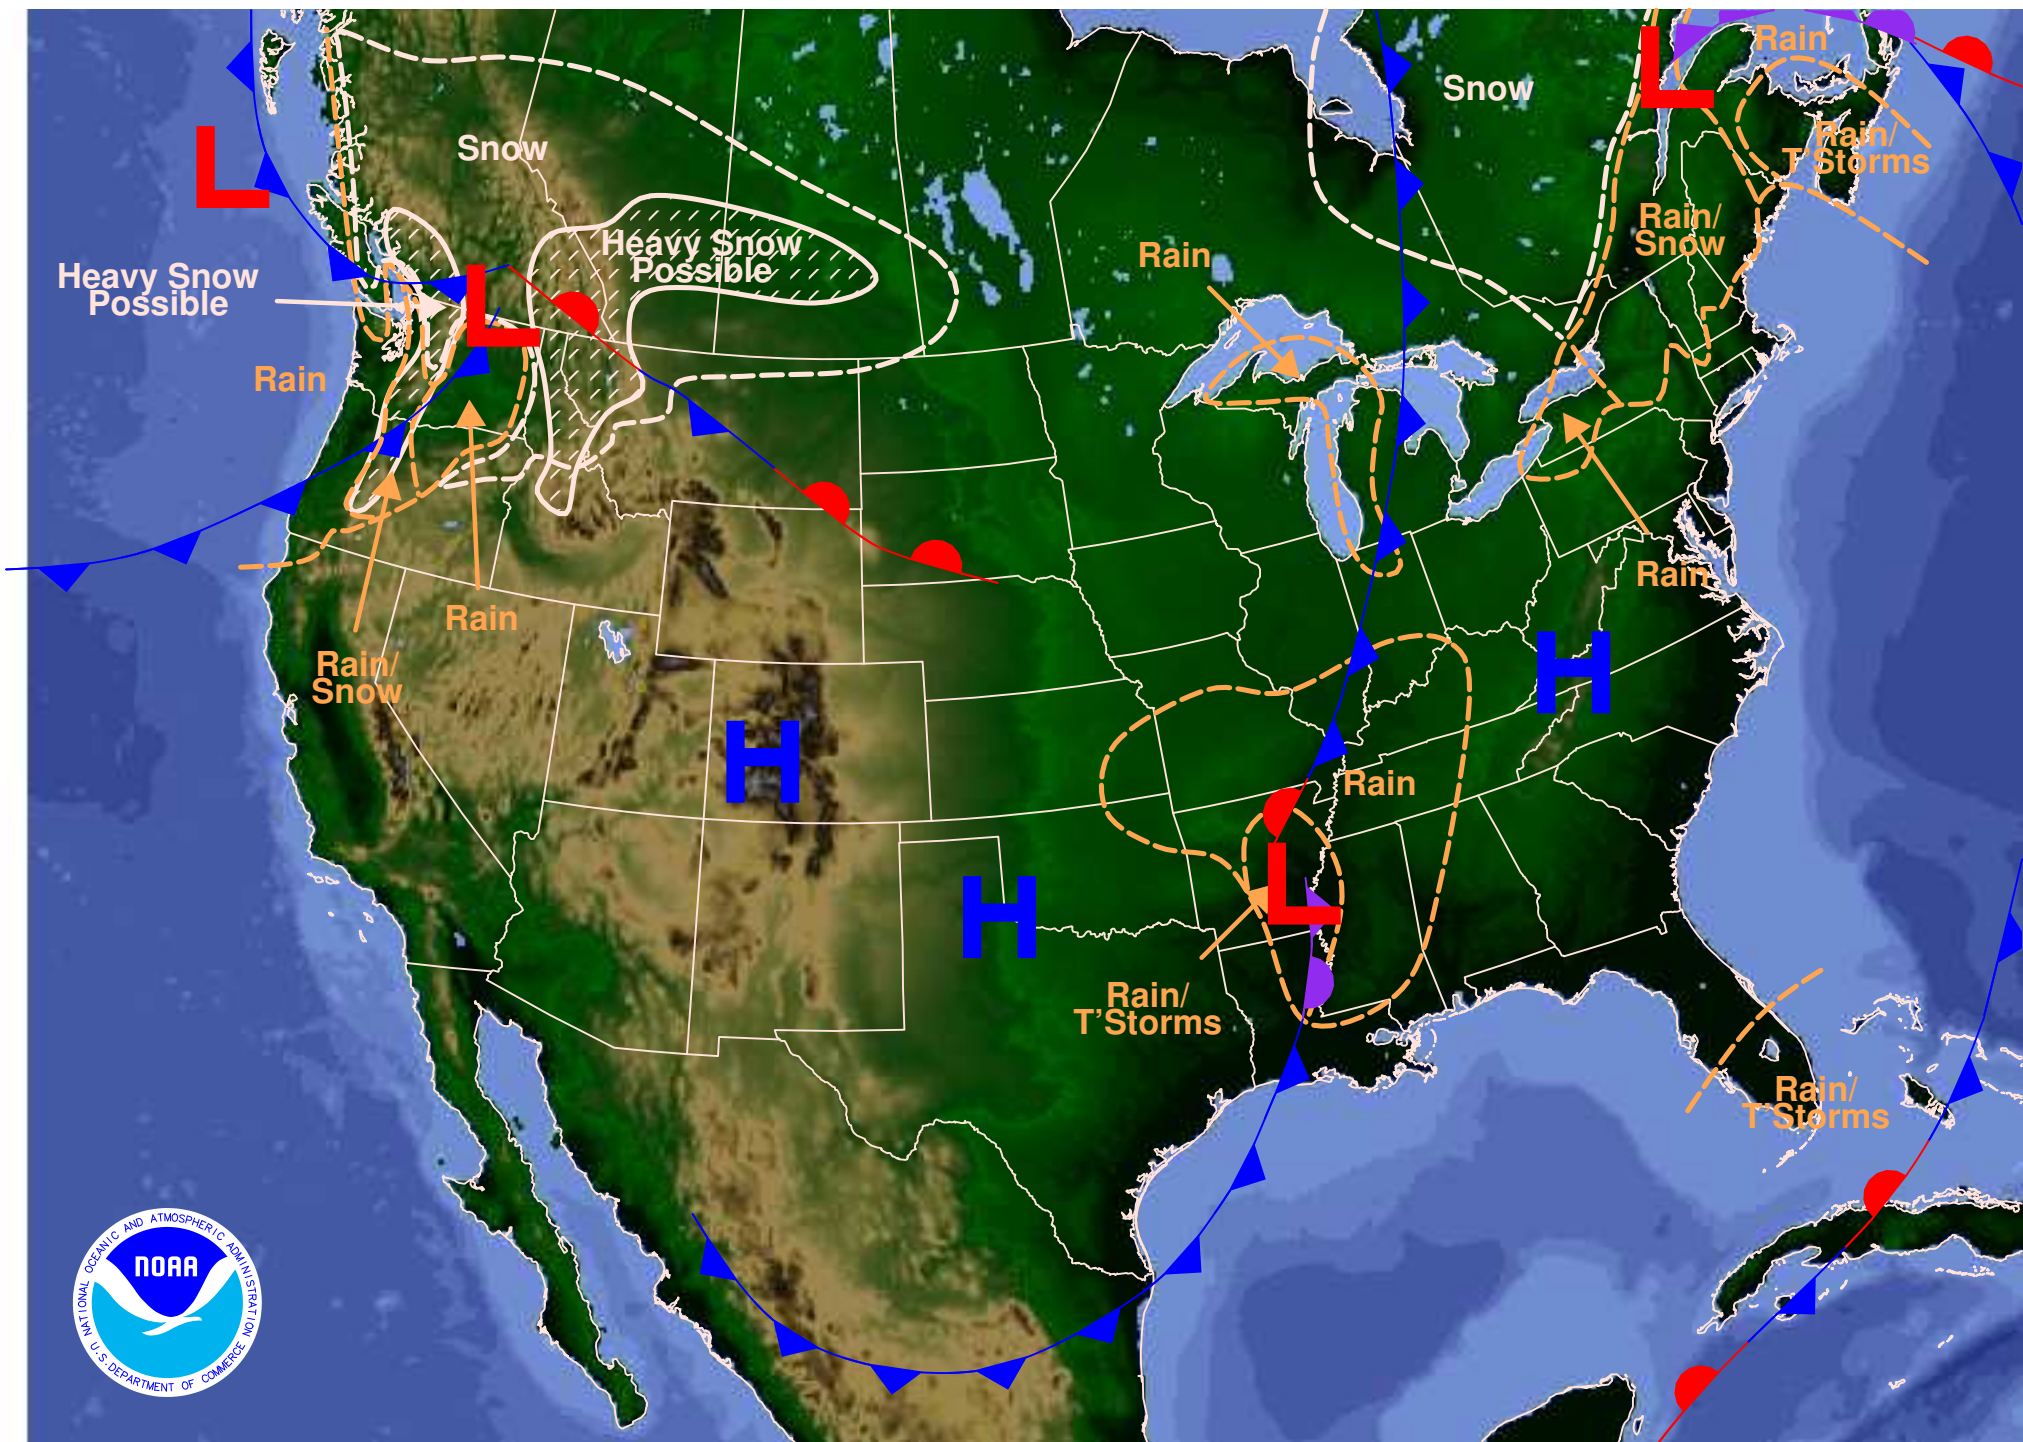 Rain
L
Snow
Rain/
T'Storms
L
Snow
Rain/
Snow
Heavy Snow
Possible
Rain
Heavy Snow
Possible
L
Rain
Rain
Rain
Rain/
Snow
H
H
Rain
L
H
Rain/
T'Storms
Rain/
T'Storms
NATIONAL OCEANIC AND ATMOSPHERIC ADMINISTRATION
NOAA
U.S. DEPARTMENT OF COMMERCE